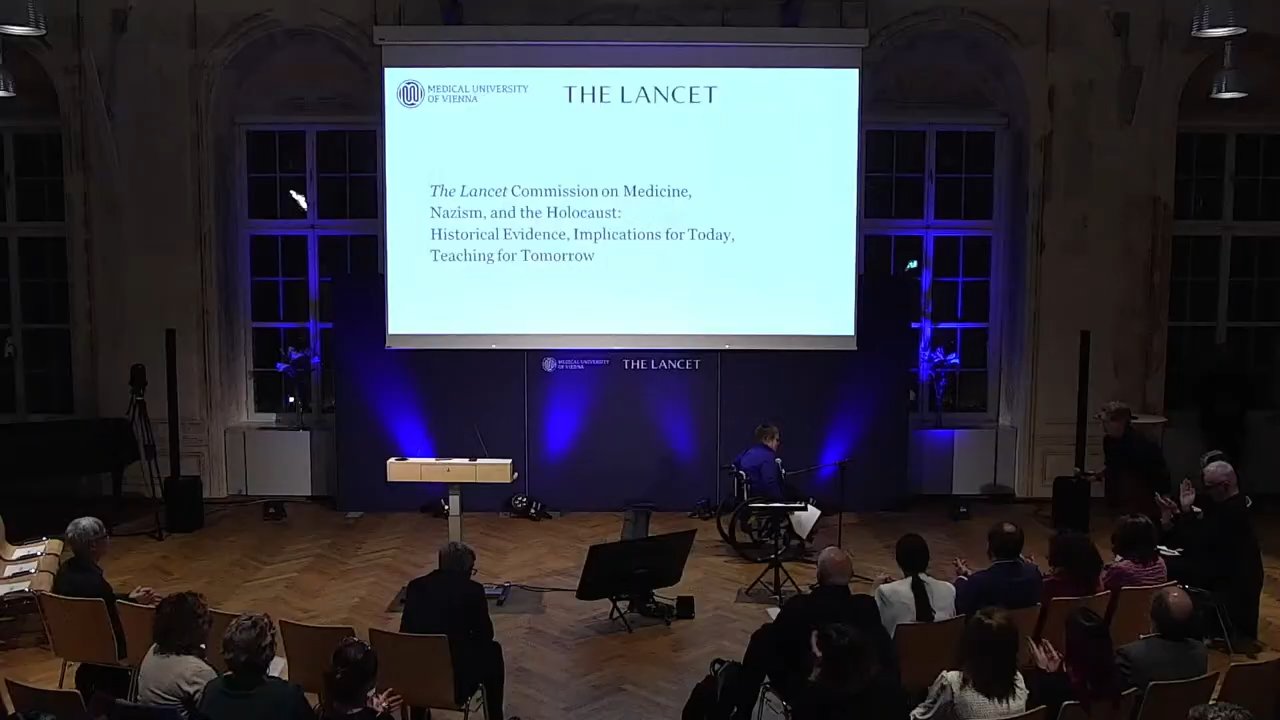 MEDICAL UNIVERSITY
OF VIENNA
THE LANCET
The Lancet Commission on Medicine,
Nazism, and the Holocaust:
Historical Evidence, Implications for Today,
Teaching for Tomorrow
MEDICAL UNIVERSITY
OF VIENNA
THE LANCET